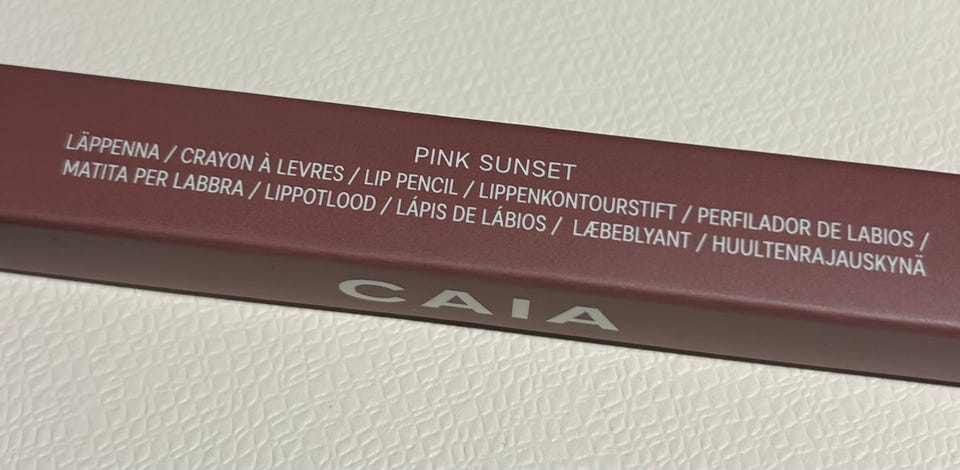 PINK SUNSET
LÄPPENNA / CRAYON À LEVRES / LIP PENCIL / LIPPENKONTOURSTIFT / PERFILADOR DE LABIOS /
MATITA PER LABBRA / LIPPOTLOOD / LÁPIS DE LÁBIOS / LÆBEBLYANT / HUULTENRAJAUSKYNÄ
CAIA